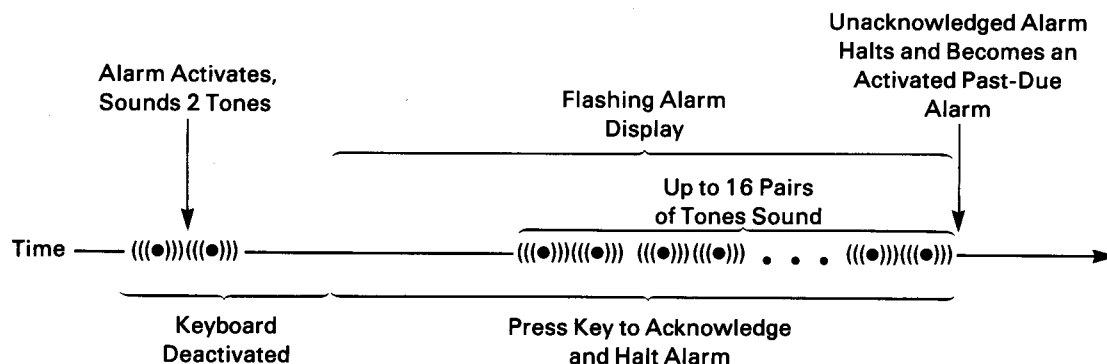 Unacknowledged Alarm
Halts and Becomes an
Activated Past-Due
Alarm
Alarm Activates,
Sounds 2 Tones
Flashing Alarm
Display
Up to 16 Pairs
of Tones Sound
Time
Keyboard
Deactivated
Press Key to Acknowledge
and Halt Alarm